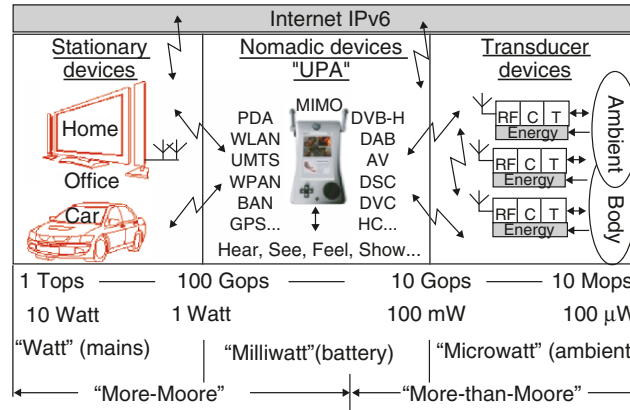 Internet IPv6
Stationary
devices
Home
Office
Car
Nomadic devices
"UPA"
MIMO
PDA
WLAN
UMTS
WPAN
BAN
GPS...
DVB-H
DAB
AV
DSC
DVC
HC...
Hear, See, Feel, Show...
Transducer
devices
RF C T
Energy
RF C T
Energy
RF C T
Energy
Ambient
Body
1 Tops 100 Gops 10 Gops 10 Mops
10 Watt 1 Watt 100 mW 100 μW
“Watt” (mains) “Milliwatt”(battery) “Microwatt” (ambient
“More-Moore” “More-than-Moore”